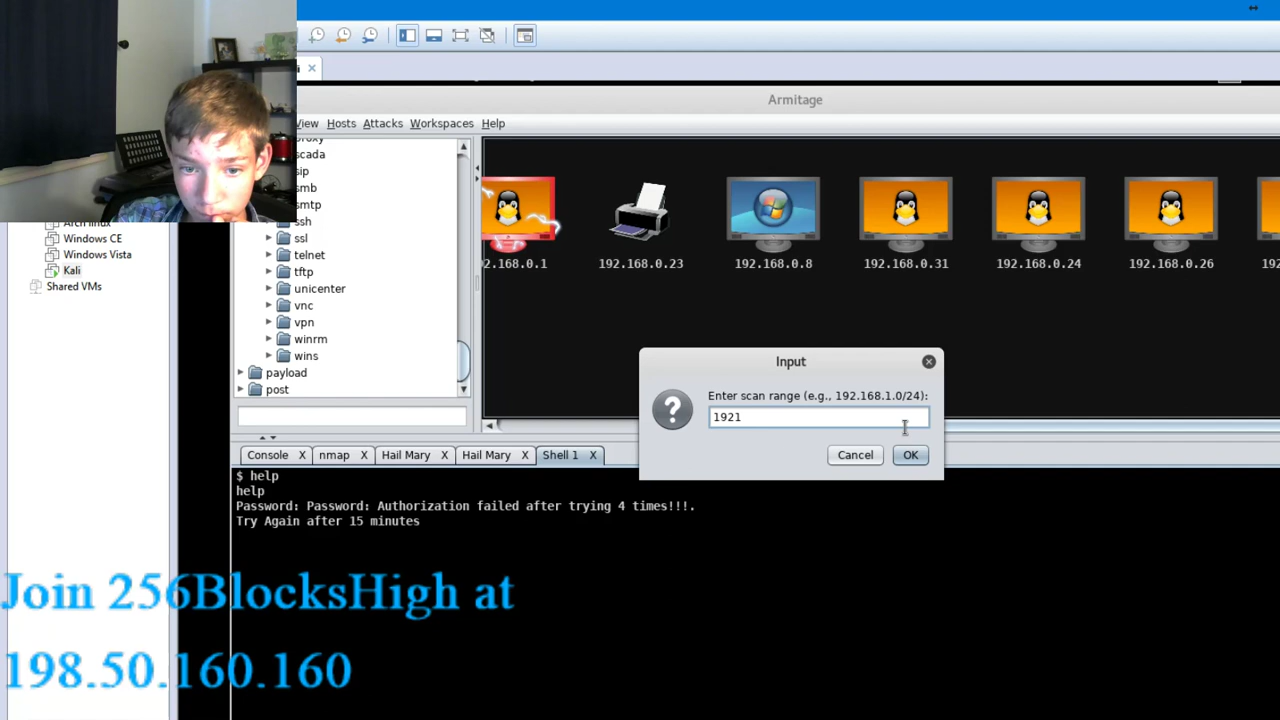 Armitage
View Hosts Attacks Workspaces Help
scada
sip
smb
smtp
ssh
ssl
telnet
tftp
unicenter
vnc
vpn
winrm
wins
payload
post
Windows CE
Windows Vista
Kali
Shared VMs
192.168.0.23
192.168.0.8
192.168.0.31
192.168.0.24
192.168.0.26
Input
Enter scan range (e.g., 192.168.1.0/24):
1921
Cancel OK
Console X nmap X Hail Mary X Hail Mary X Shell 1 X
$ help
help
Password: Password: Authorization failed after trying 4 times!!!.
Try Again after 15 minutes
Join 256BlocksHigh at
198.50.160.160